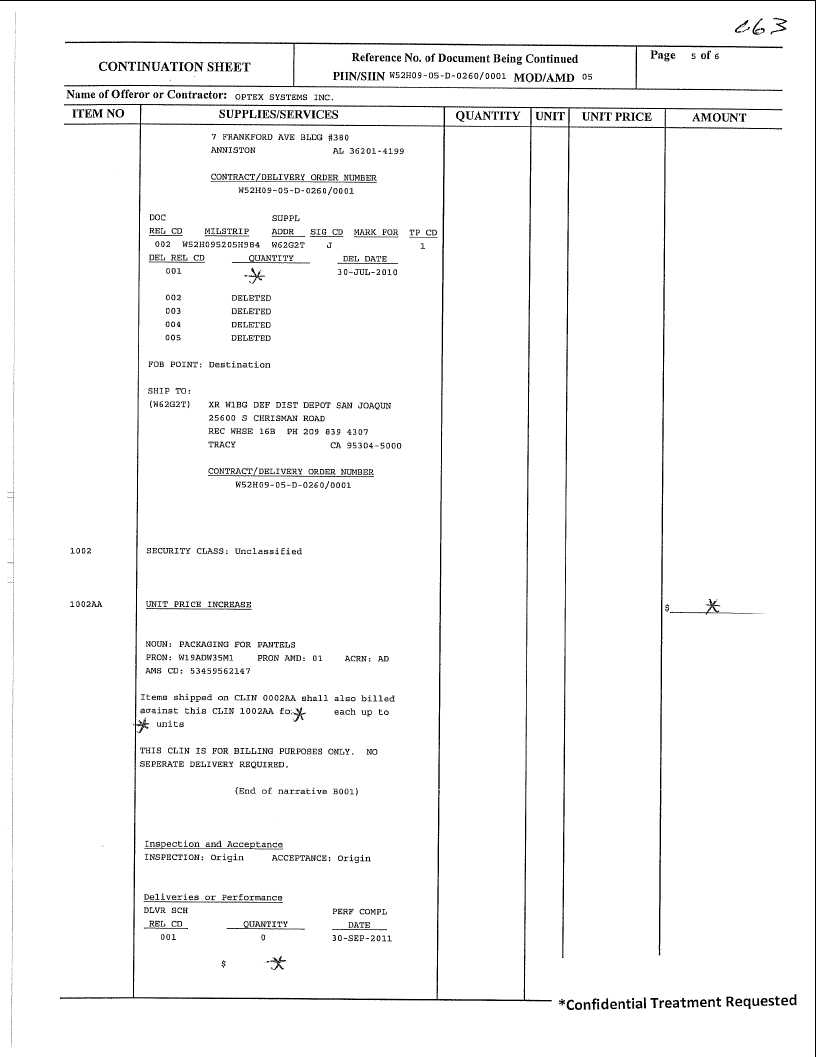 C63
CONTINUATION SHEET
Reference No. of Document Being Continued
PIIN/SIIN W52H09-05-D-0260/0001 MOD/AMD 05
Page 5 of 6
Name of Offeror or Contractor: OPTEX SYSTEMS INC.
ITEM NO SUPPLIES/SERVICES QUANTITY UNIT UNIT PRICE AMOUNT
7 FRANKFORD AVE BLDG #380
ANNISTON AL 36201-4199
CONTRACT/DELIVERY ORDER NUMBER
W52H09-05-D-0260/0001
DOC SUPPL
REL CD MILSTRIP ADDR SIG CD MARK FOR TP CD
002 W52H095205H984 W62G2T J 1
DEL REL CD QUANTITY DEL DATE
001 * 30-JUL-2010
002 DELETED
003 DELETED
004 DELETED
005 DELETED
FOB POINT: Destination
SHIP TO:
(W62G2T) XR W1BG DEF DIST DEPOT SAN JOAQUN
25600 S CHRISMAN ROAD
REC WHSE 16B PH 209 839 4307
TRACY CA 95304-5000
CONTRACT/DELIVERY ORDER NUMBER
W52H09-05-D-0260/0001
1002 SECURITY CLASS: Unclassified
1002AA UNIT PRICE INCREASE $ *
NOUN: PACKAGING FOR PANTELS
PRON: W19ADW35M1 PRON AMD: 01 ACRN: AD
AMS CD: 53459562147
Items shipped on CLIN 0002AA shall also billed
against this CLIN 1002AA for * each up to
* units
THIS CLIN IS FOR BILLING PURPOSES ONLY. NO
SEPERATE DELIVERY REQUIRED.
(End of narrative B001)
Inspection and Acceptance
INSPECTION: Origin ACCEPTANCE: Origin
Deliveries or Performance
DLVR SCH PERF COMPL
REL CD QUANTITY DATE
001 0 30-SEP-2011
$ *
*Confidential Treatment Requested